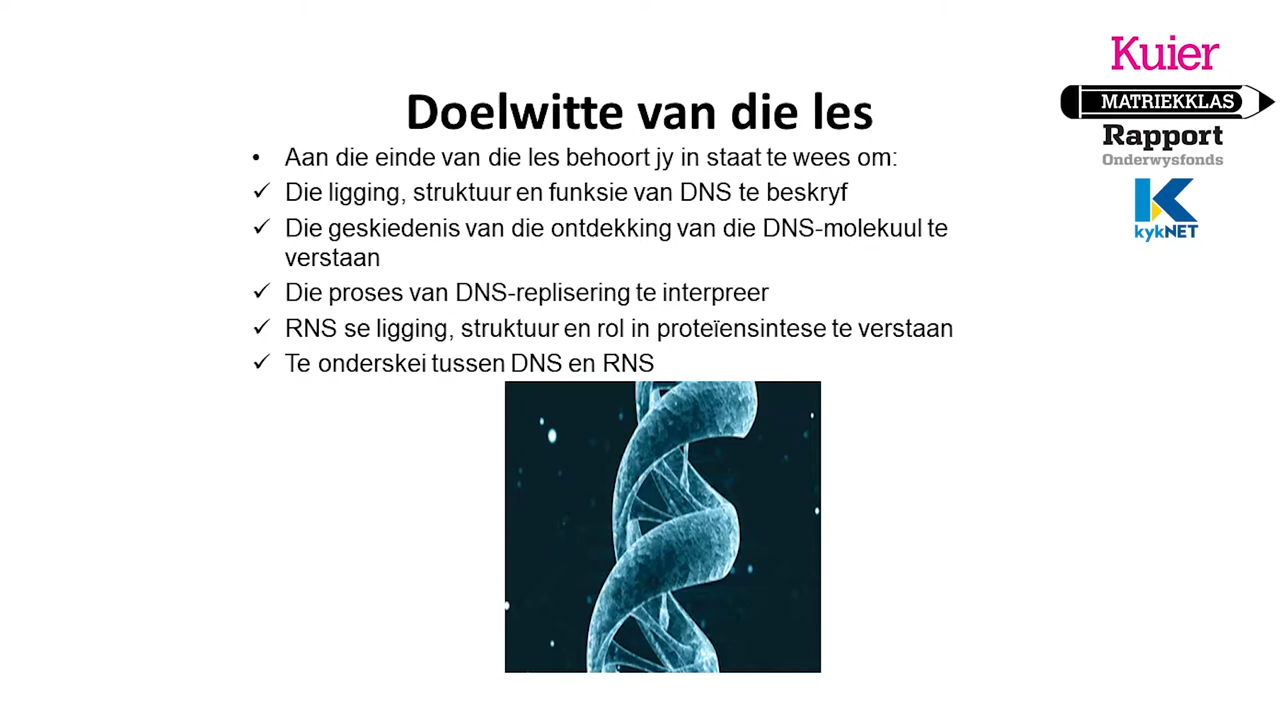 Kuier
MATRIEKKLAS
Rapport
Onderwysfonds
kykNET
Doelwitte van die les
• Aan die einde van die les behoort jy in staat te wees om:
✓ Die ligging, struktuur en funksie van DNS te beskryf
✓ Die geskiedenis van die ontdekking van die DNS-molekuul te
verstaan
✓ Die proses van DNS-replisering te interpreer
✓ RNS se ligging, struktuur en rol in proteïensintese te verstaan
✓ Te onderskei tussen DNS en RNS